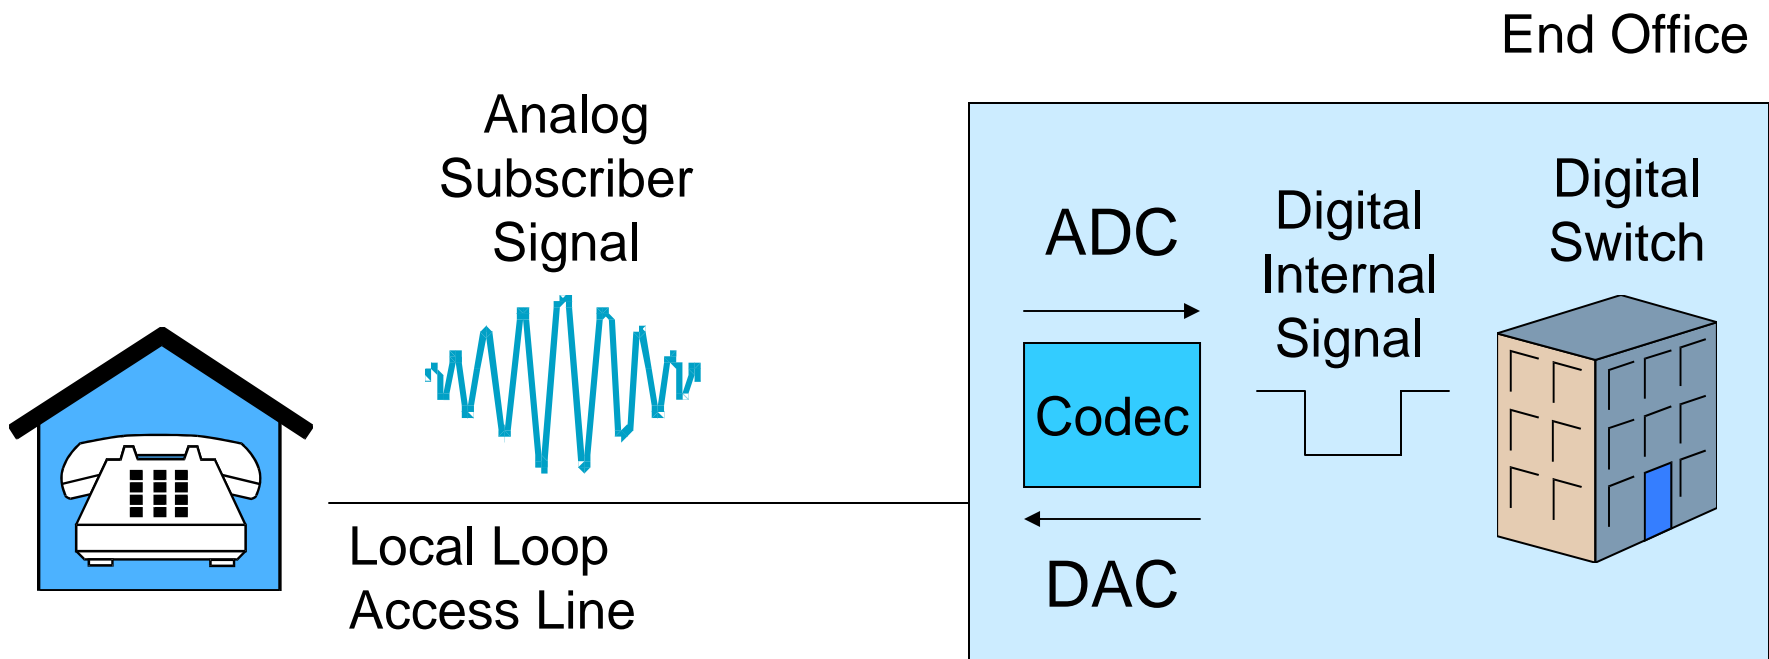 End Office
Analog
Subscriber
Signal
Local Loop
Access Line
ADC
Codec
DAC
Digital
Internal
Signal
Digital
Switch